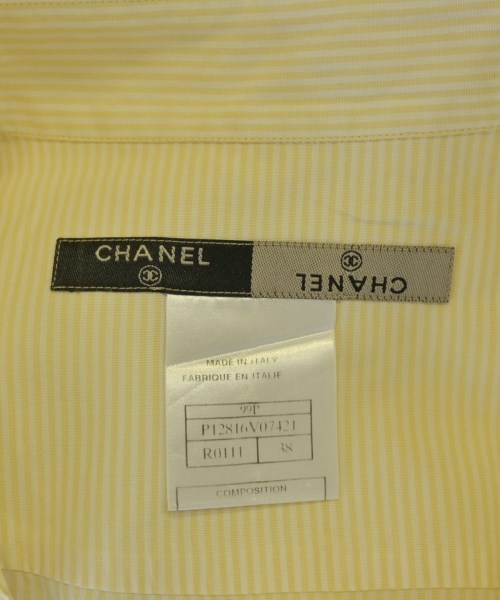 CHANEL
CHANEL
MADE IN ITALY
FABRIQUE EN ITALIE
99P
P12816V07421
R0111 38
COMPOSITION